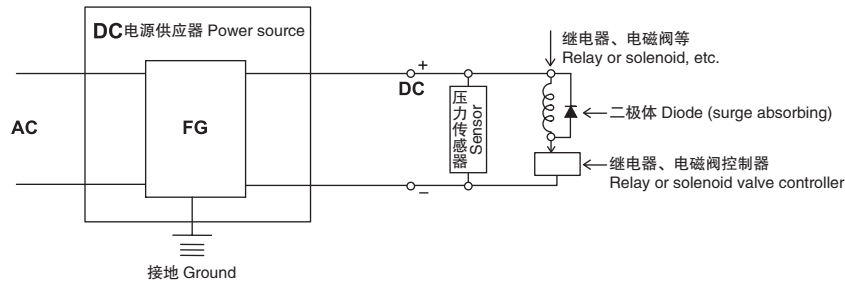 DC电源供应器 Power source
继电器、电磁阀等
Relay or solenoid, etc.
+
DC
AC
FG
压力传感器
Sensor
二极体 Diode (surge absorbing)
继电器、电磁阀控制器
Relay or solenoid valve controller
−
接地 Ground